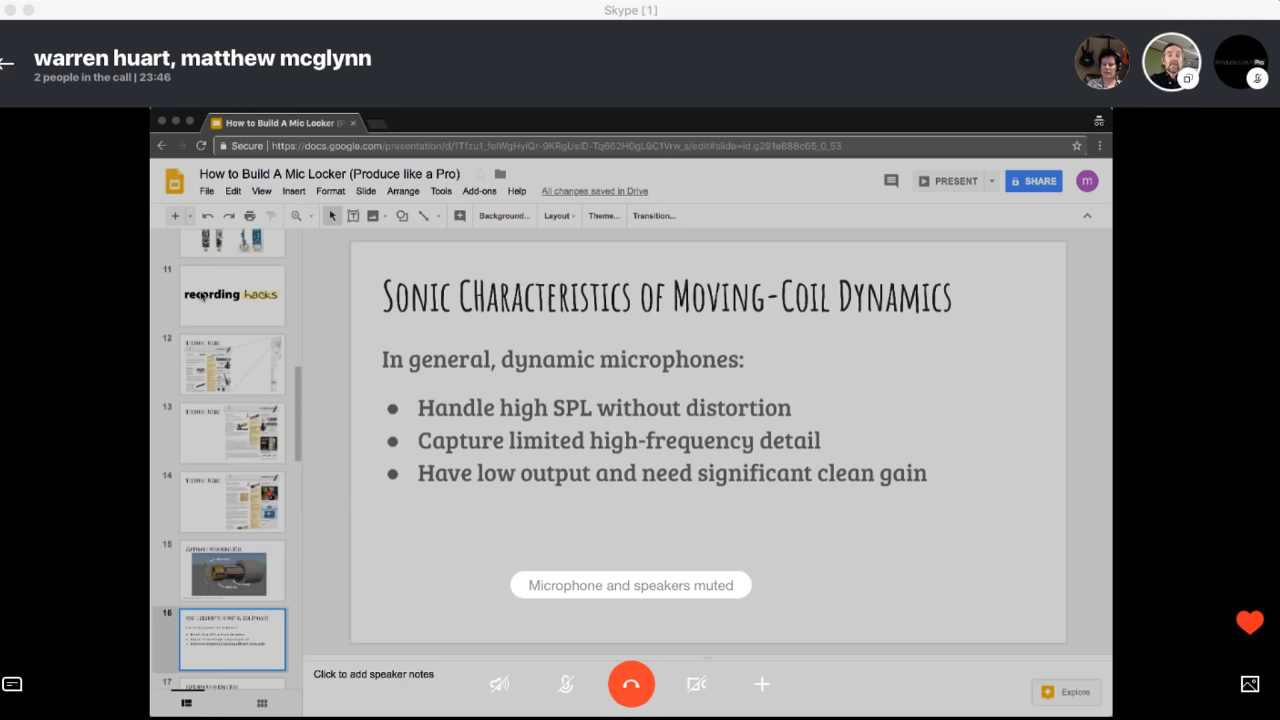 Skype [1]
warren huart, matthew mcglynn
2 people in the call | 23:46
How to Build A Mic Locker (P
Secure
How to Build A Mic Locker (Produce like a Pro)
File Edit View Insert Format Slide Arrange Tools Add-ons Help All changes saved in Drive
PRESENT
SHARE
m
Background... Layout Theme... Transition...
11
recording hacks
12
13
14
15
16
17
Sonic CHaracteristics of Moving-Coil Dynamics
In general, dynamic microphones:
● Handle high SPL without distortion
● Capture limited high-frequency detail
● Have low output and need significant clean gain
Microphone and speakers muted
Click to add speaker notes
Explore